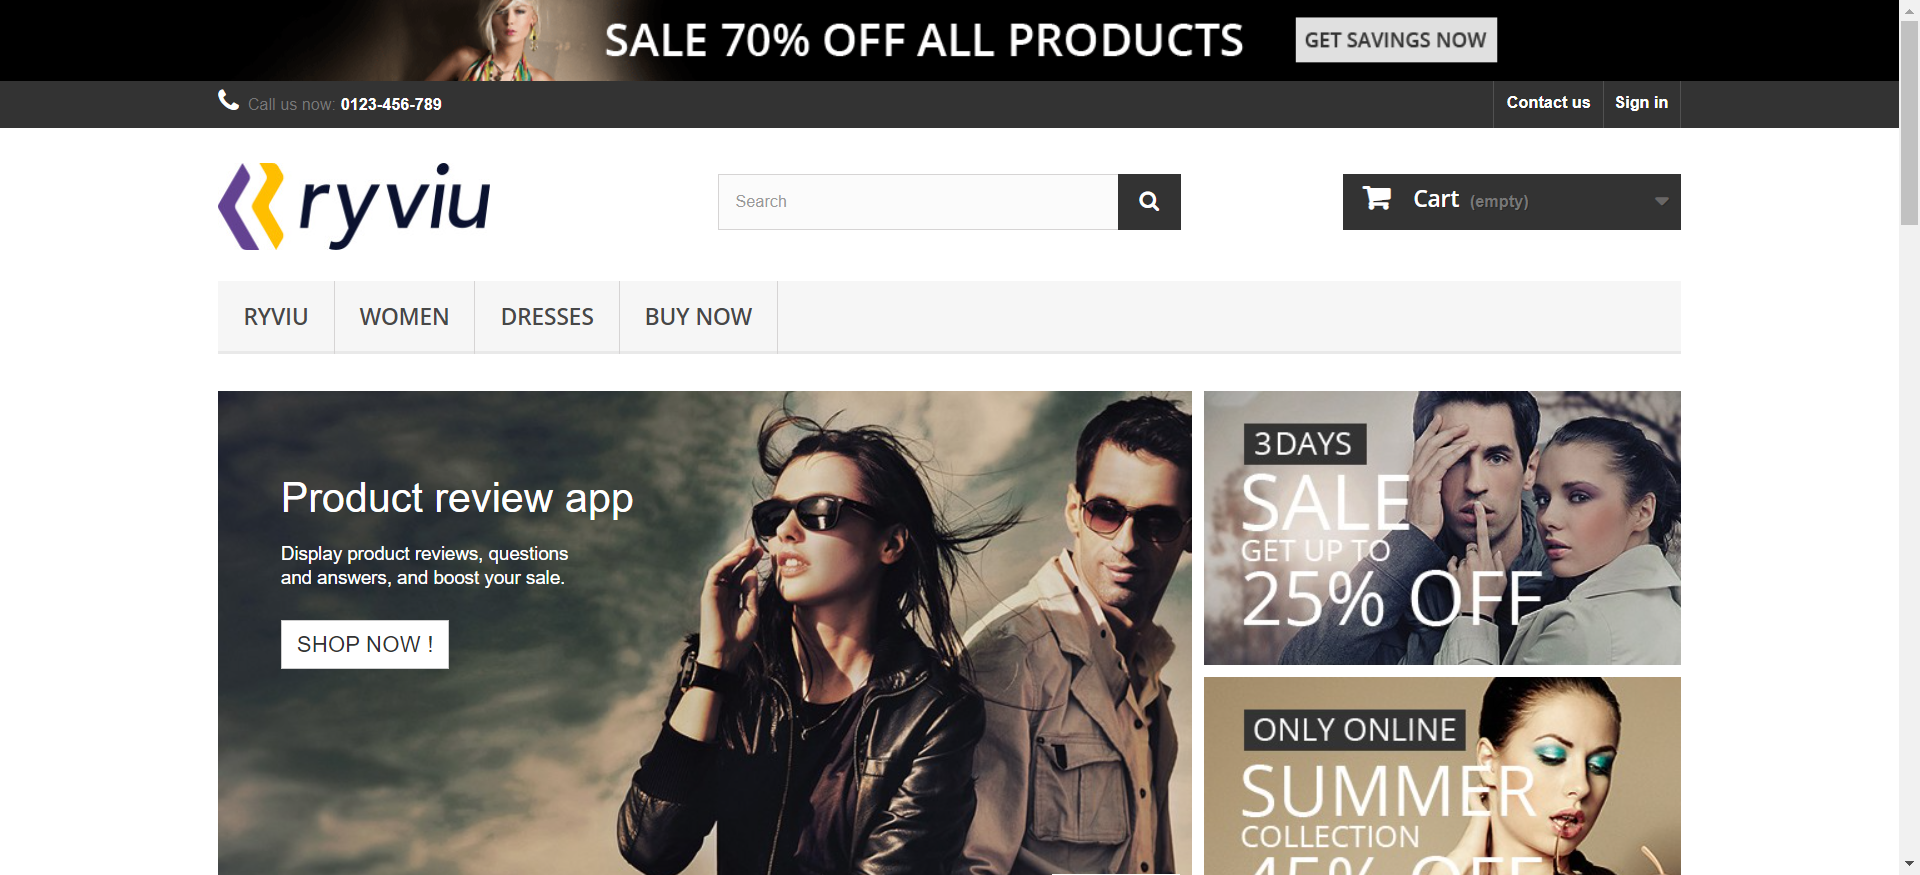 SALE 70% OFF ALL PRODUCTS
GET SAVINGS NOW
Call us now: 0123-456-789
Contact us
Sign in
ryviu
Search
Cart (empty)
RYVIU
WOMEN
DRESSES
BUY NOW
Product review app
Display product reviews, questions
and answers, and boost your sale.
SHOP NOW !
3 DAYS
SALE
GET UP TO
25% OFF
ONLY ONLINE
SUMMER
COLLECTION
45% OFF